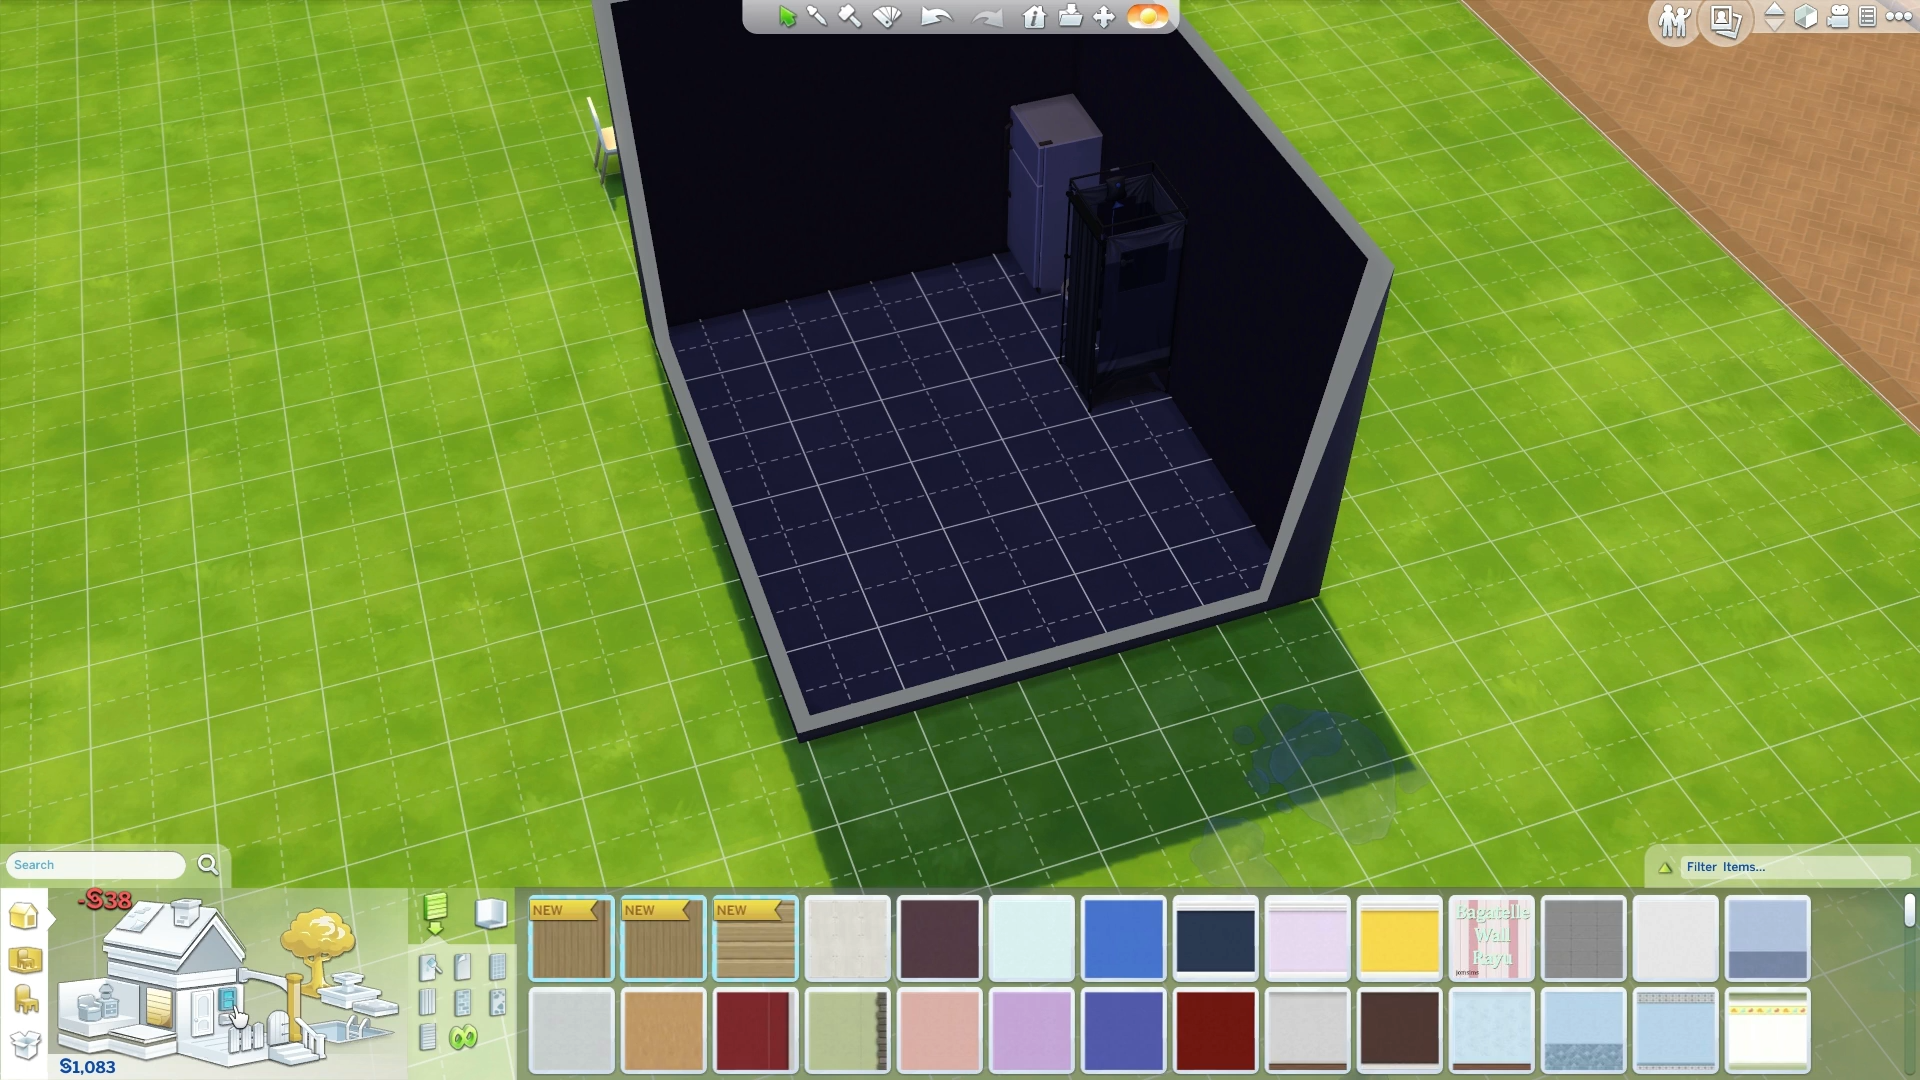 Search
Filter Items...
-§38
NEW
NEW
NEW
Bagatelle
Wall
Rayu
§1,083